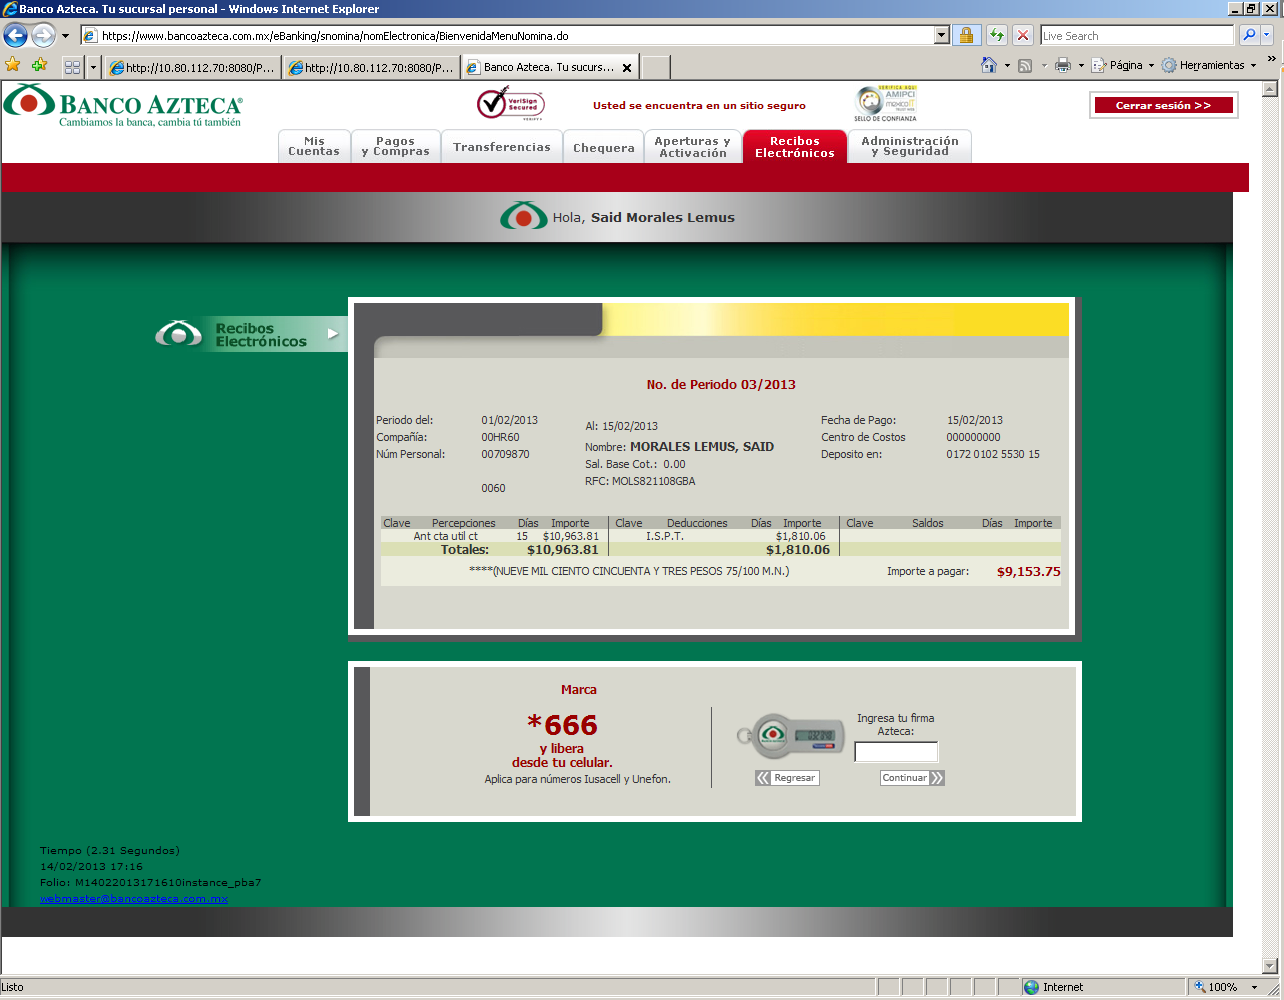 Banco Azteca. Tu sucursal personal - Windows Internet Explorer
https://www.bancoazteca.com.mx/eBanking/snomina/nomElectronica/BienvenidaMenuNomina.do
Live Search
http://10.80.112.70:8080/P...
http://10.80.112.70:8080/P...
Banco Azteca. Tu sucurs...
Página
Herramientas
BANCO AZTECA
Cambiamos la banca, cambia tú también
VeriSign
Secured
VERIFY
Usted se encuentra en un sitio seguro
VERIFICA AQUI
AMIPCI
SELLO DE CONFIANZA
Cerrar sesión >>
Mis Cuentas
Pagos y Compras
Transferencias
Chequera
Aperturas y Activación
Recibos Electrónicos
Administración y Seguridad
Hola, Said Morales Lemus
Recibos
Electrónicos
No. de Periodo 03/2013
Periodo del: 01/02/2013 Al: 15/02/2013 Fecha de Pago: 15/02/2013
Compañía: 00HR60 Nombre: MORALES LEMUS, SAID Centro de Costos 000000000
Núm Personal: 00709870 Sal. Base Cot.: 0.00 Deposito en: 0172 0102 5530 15
0060 RFC: MOLS821108GBA
Clave Percepciones Días Importe Clave Deducciones Días Importe Clave Saldos Días Importe
Ant cta util ct 15 $10,963.81 I.S.P.T. $1,810.06
Totales: $10,963.81 $1,810.06
****(NUEVE MIL CIENTO CINCUENTA Y TRES PESOS 75/100 M.N.) Importe a pagar: $9,153.75
Marca
*666
y libera
desde tu celular.
Aplica para números Iusacell y Unefon.
Ingresa tu firma
Azteca:
Regresar
Continuar
Tiempo (2.31 Segundos)
14/02/2013 17:16
Folio: M14022013171610instance_pba7
webmaster@bancoazteca.com.mx
Listo
Internet
100%